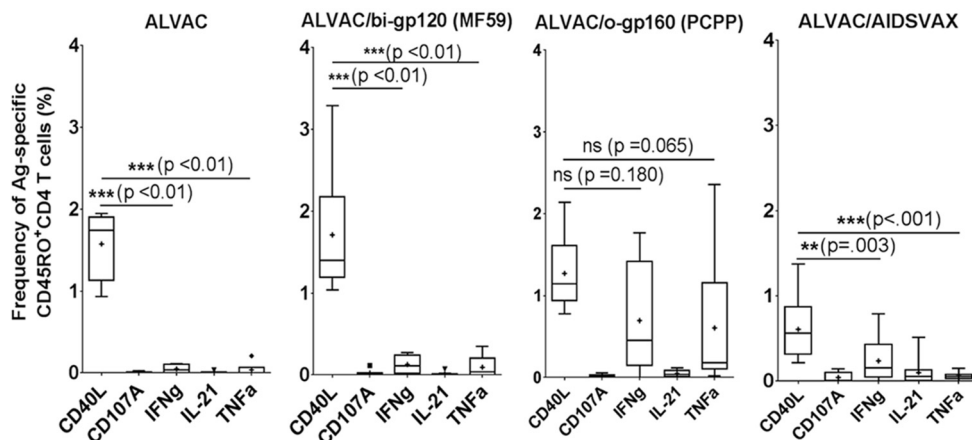 ALVAC
ALVAC/bi-gp120 (MF59)
ALVAC/o-gp160 (PCPP)
ALVAC/AIDSVAX
Frequency of Ag-specific
CD45RO+CD4 T cells (%)
4
3
2
1
0
***(p <0.01)
***(p <0.01)
CD40L
CD107A
IFNg
IL-21
TNFa
4
3
2
1
0
***(p <0.01)
***(p <0.01)
CD40L
CD107A
IFNg
IL-21
TNFa
4
3
2
1
0
ns (p =0.065)
ns (p =0.180)
CD40L
CD107A
IFNg
IL-21
TNFa
4
3
2
1
0
***(p<.001)
**(p=.003)
CD40L
CD107A
IFNg
IL-21
TNFa